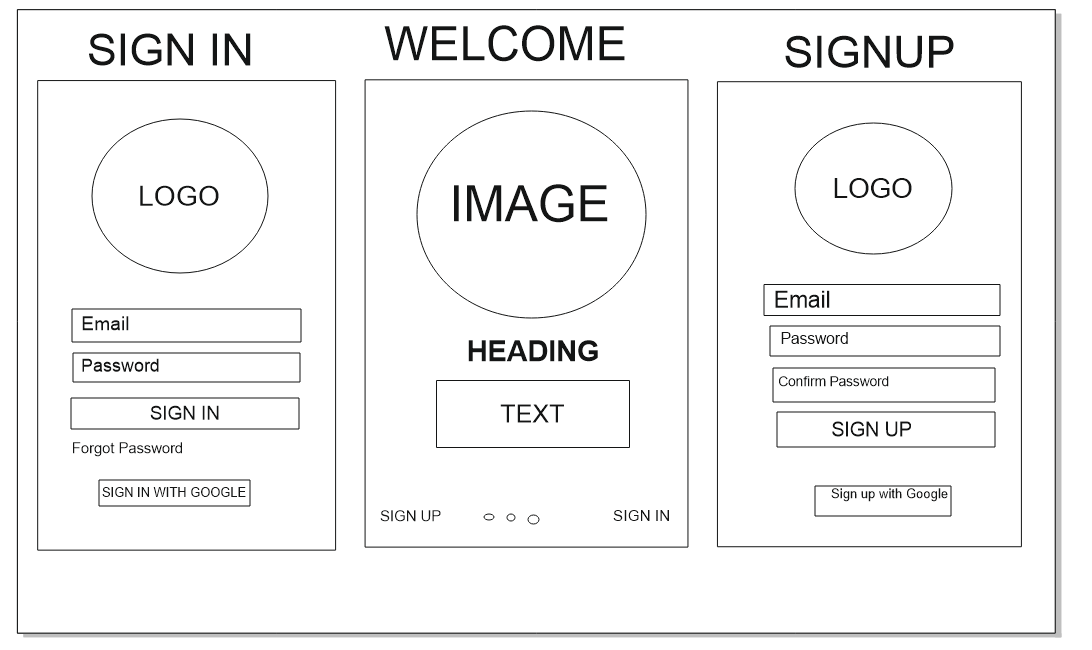 SIGN IN
LOGO
Email
Password
SIGN IN
Forgot Password
SIGN IN WITH GOOGLE
WELCOME
IMAGE
HEADING
TEXT
SIGN UP
SIGN IN
SIGNUP
LOGO
Email
Password
Confirm Password
SIGN UP
Sign up with Google